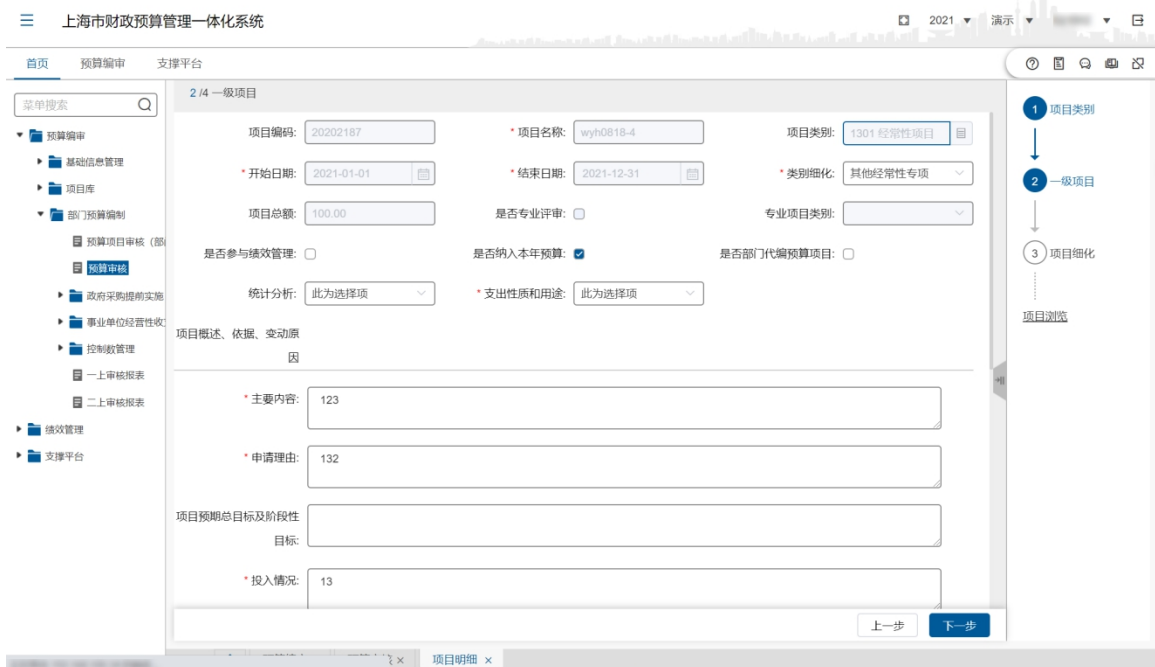 上海市财政预算管理一体化系统
2021 演示
首页 预算编审 支撑平台
菜单搜索
预算编审
基础信息管理
项目库
部门预算编制
预算项目审核（部
预算审核
政府采购提前实施
事业单位经营性收
控制数管理
一上审核报表
二上审核报表
绩效管理
支撑平台
2 /4 一级项目
项目编码: 20202187 * 项目名称: wyh0818-4 项目类别: 1301 经常性项目
* 开始日期: 2021-01-01 * 结束日期: 2021-12-31 * 类别细化: 其他经常性专项
项目总额: 100.00 是否专业评审: 专业项目类别:
是否参与绩效管理: 是否纳入本年预算: 是否部门代编预算项目:
统计分析: 此为选择项 * 支出性质和用途: 此为选择项
项目概述、依据、变动原
因
* 主要内容: 123
* 申请理由: 132
项目预期总目标及阶段性
目标:
* 投入情况: 13
上一步 下一步
1 项目类别
2 一级项目
3 项目细化
项目浏览
项目明细 ×